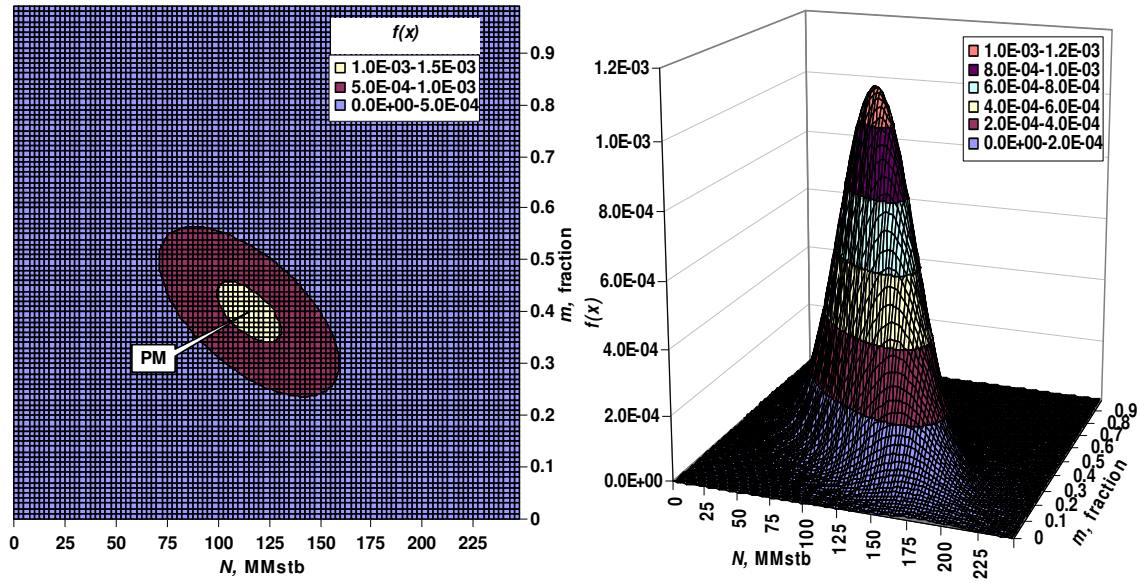 f(x)
1.0E-03-1.5E-03
5.0E-04-1.0E-03
0.0E+00-5.0E-04
0.9
0.8
0.7
0.6
0.5
0.4
0.3
0.2
0.1
0
m, fraction
PM
0 25 50 75 100 125 150 175 200 225
N, MMstb
1.0E-03-1.2E-03
8.0E-04-1.0E-03
6.0E-04-8.0E-04
4.0E-04-6.0E-04
2.0E-04-4.0E-04
0.0E+00-2.0E-04
1.2E-03
1.0E-03
8.0E-04
6.0E-04
4.0E-04
2.0E-04
0.0E+00
f(x)
0 25 50 75 100 125 150 175 200 225
N, MMstb
0.9
0.8
0.7
0.6
0.5
0.4
0.3
0.2
0.1
0
m, fraction